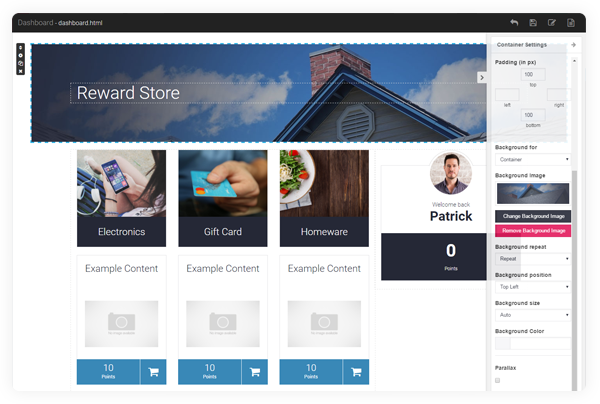 Dashboard - dashboard.html
Reward Store
Electronics
Gift Card
Homeware
Welcome back
Patrick
0
Points
Example Content
Example Content
Example Content
10
Points
10
Points
10
Points
Container Settings
Padding (in px)
100
top
left
right
100
bottom
Background for
Container
Background image
Change Background Image
Remove Background Image
Background repeat
Repeat
Background position
Top Left
Background size
Auto
Background Color
Parallax